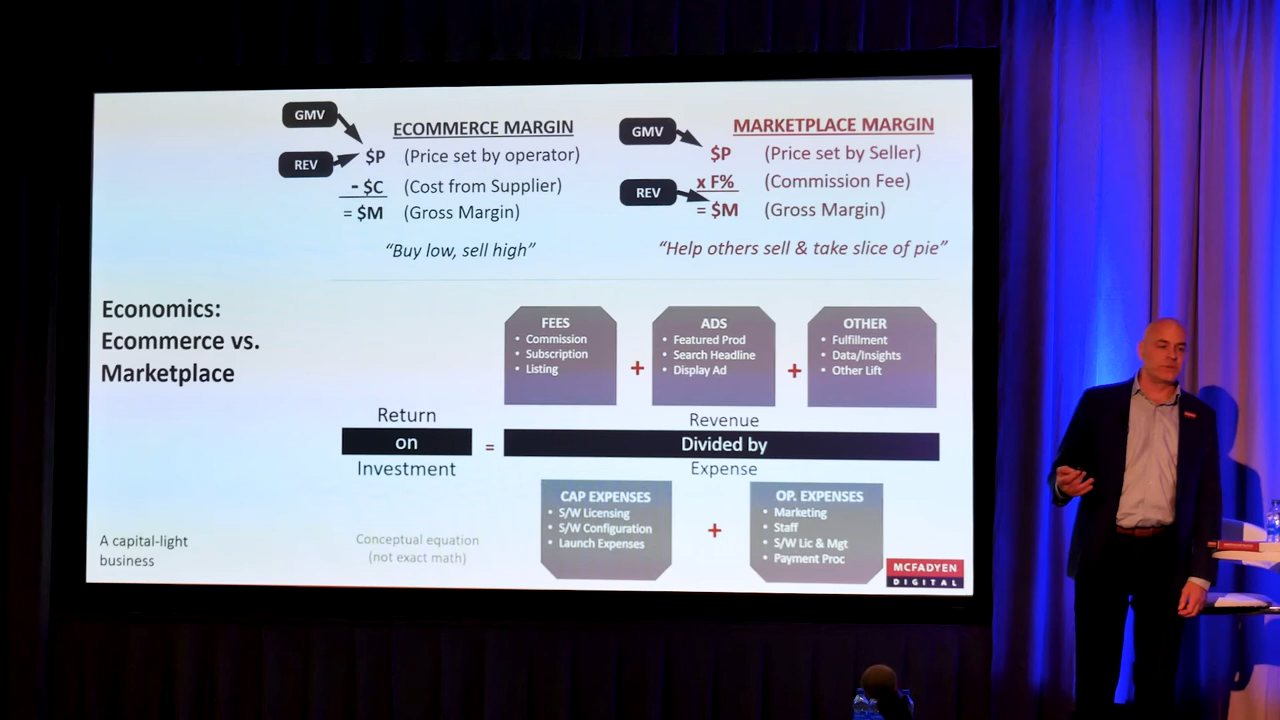 GMV
ECOMMERCE MARGIN
REV
$P (Price set by operator)
- $C (Cost from Supplier)
= $M (Gross Margin)
“Buy low, sell high”
GMV
MARKETPLACE MARGIN
$P (Price set by Seller)
x F% (Commission Fee)
REV
= $M (Gross Margin)
“Help others sell & take slice of pie”
Economics:
Ecommerce vs.
Marketplace
FEES
• Commission
• Subscription
• Listing
+
ADS
• Featured Prod
• Search Headline
• Display Ad
+
OTHER
• Fulfillment
• Data/Insights
• Other Lift
Return
on
Investment
=
Revenue
Divided by
Expense
CAP EXPENSES
• S/W Licensing
• S/W Configuration
• Launch Expenses
+
OP. EXPENSES
• Marketing
• Staff
• S/W Lic & Mgt
• Payment Proc
Conceptual equation
(not exact math)
A capital-light
business
MCFADYEN
DIGITAL